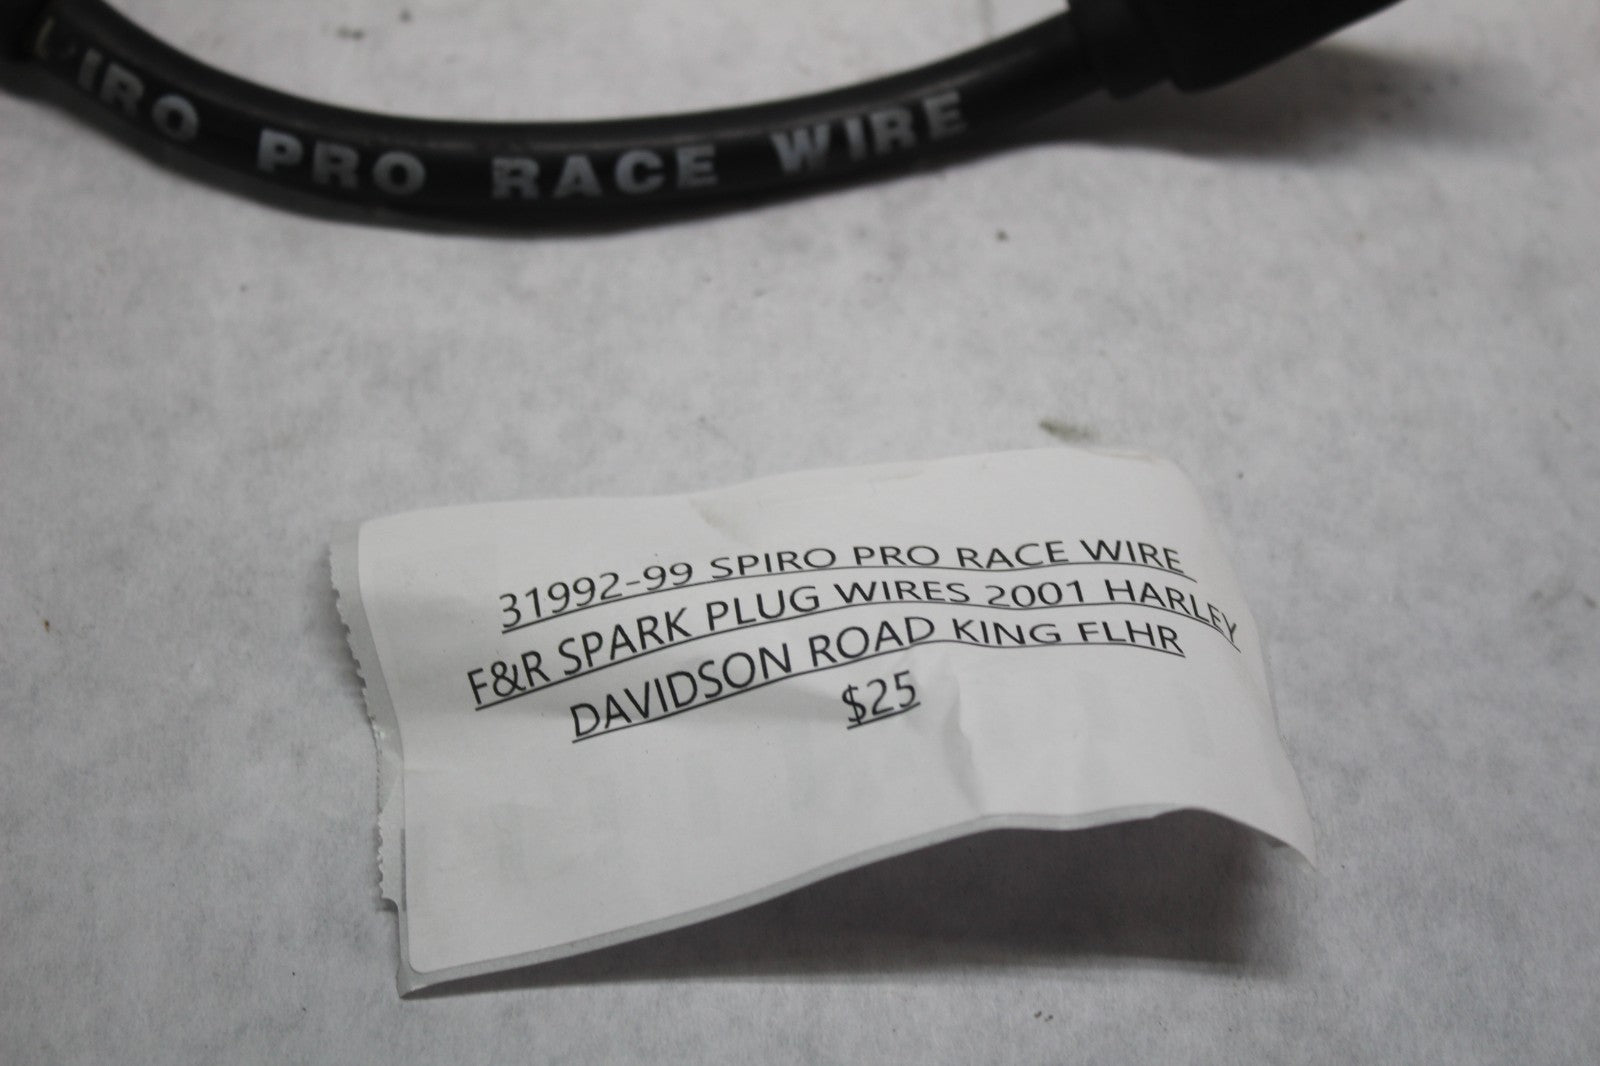 PIRO PRO RACE WIRE
31992-99 SPIRO PRO RACE WIRE
F&R SPARK PLUG WIRES 2001 HARLEY
DAVIDSON ROAD KING FLHR
$25